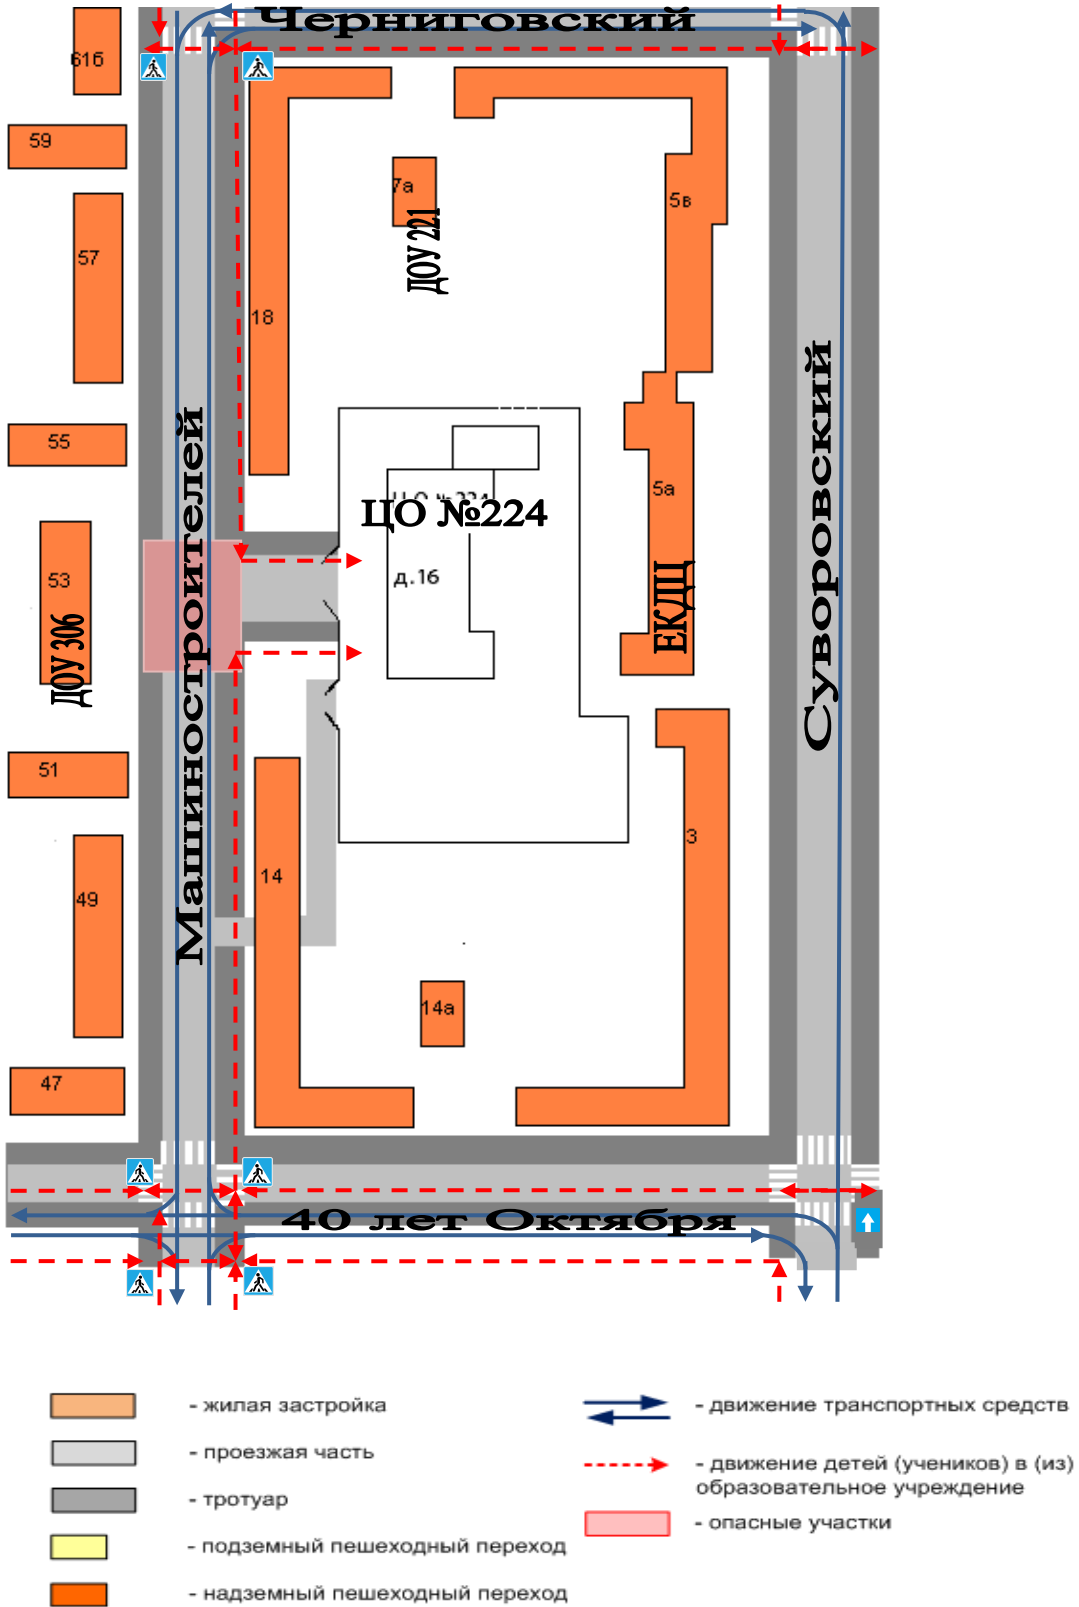 Черниговский
61б
59
57
55
53
ДОУ 306
51
49
47
Машиностроителей
18
7а
ДОУ 221
5в
5а
ЦО №224
д.16
ЕКДЦ
Суворовский
3
14
14а
40 лет Октября
- жилая застройка
- проезжая часть
- тротуар
- подземный пешеходный переход
- надземный пешеходный переход
- движение транспортных средств
- движение детей (учеников) в (из)
образовательное учреждение
- опасные участки